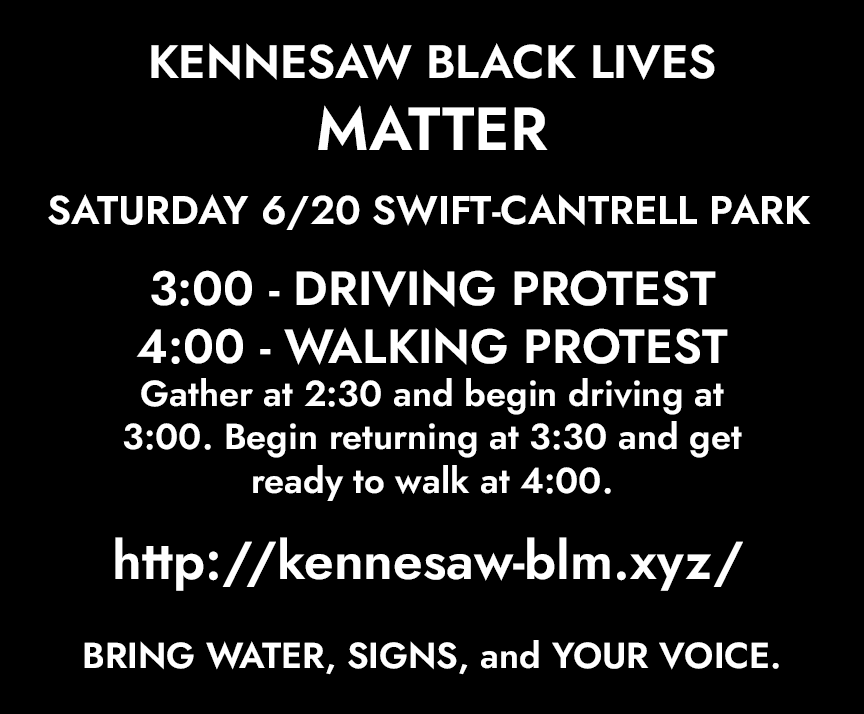 KENNESAW BLACK LIVES
MATTER
SATURDAY 6/20 SWIFT-CANTRELL PARK
3:00 - DRIVING PROTEST
4:00 - WALKING PROTEST
Gather at 2:30 and begin driving at
3:00. Begin returning at 3:30 and get
ready to walk at 4:00.
http://kennesaw-blm.xyz/
BRING WATER, SIGNS, and YOUR VOICE.